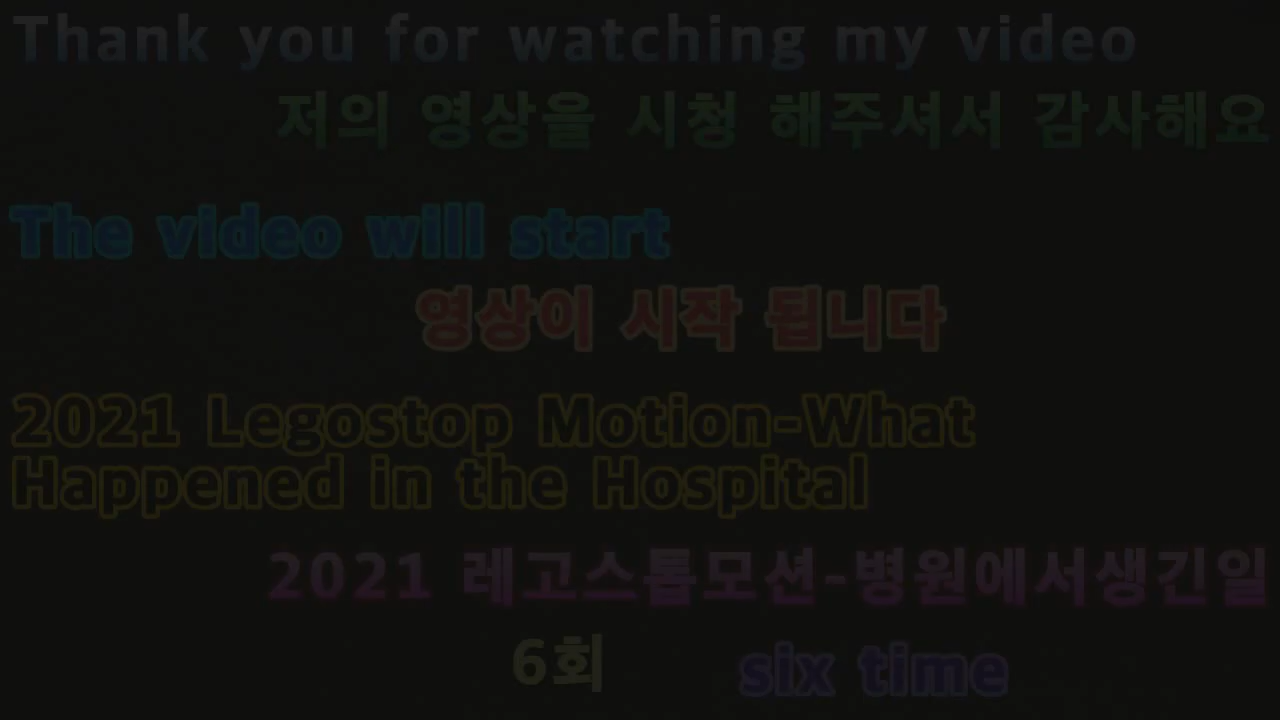 Thank you for watching my video
저의 영상을 시청 해주셔서 감사해요
The video will start
영상이 시작 됩니다
2021 Legostop Motion-What
Happened in the Hospital
2021 레고스톱모션-병원에서생긴일
6회 six time